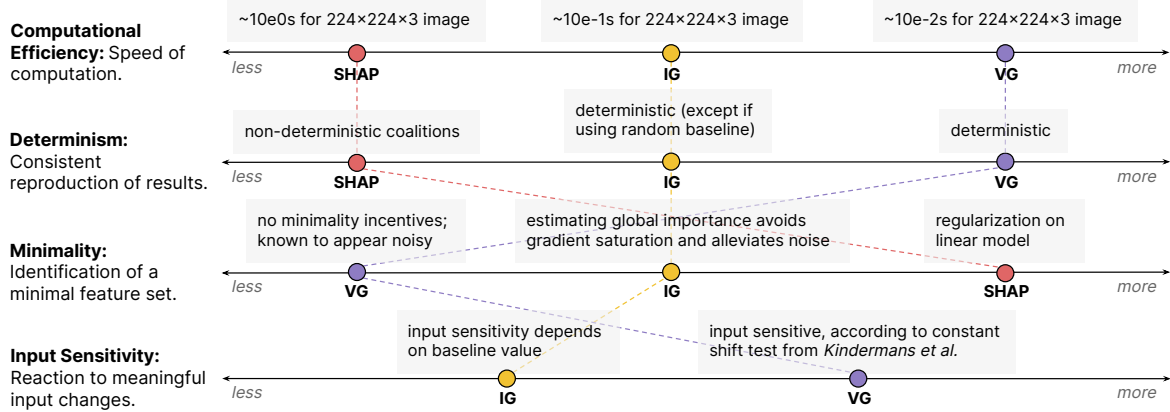 Computational
Efficiency: Speed of
computation.
~10e0s for 224×224×3 image
~10e-1s for 224×224×3 image
~10e-2s for 224×224×3 image
less
SHAP
IG
VG
more
Determinism:
Consistent
reproduction of results.
non-deterministic coalitions
deterministic (except if
using random baseline)
deterministic
less
SHAP
IG
VG
more
Minimality:
Identification of a
minimal feature set.
no minimality incentives;
known to appear noisy
estimating global importance avoids
gradient saturation and alleviates noise
regularization on
linear model
less
VG
IG
SHAP
more
Input Sensitivity:
Reaction to meaningful
input changes.
input sensitivity depends
on baseline value
input sensitive, according to constant
shift test from Kindermans et al.
less
IG
VG
more